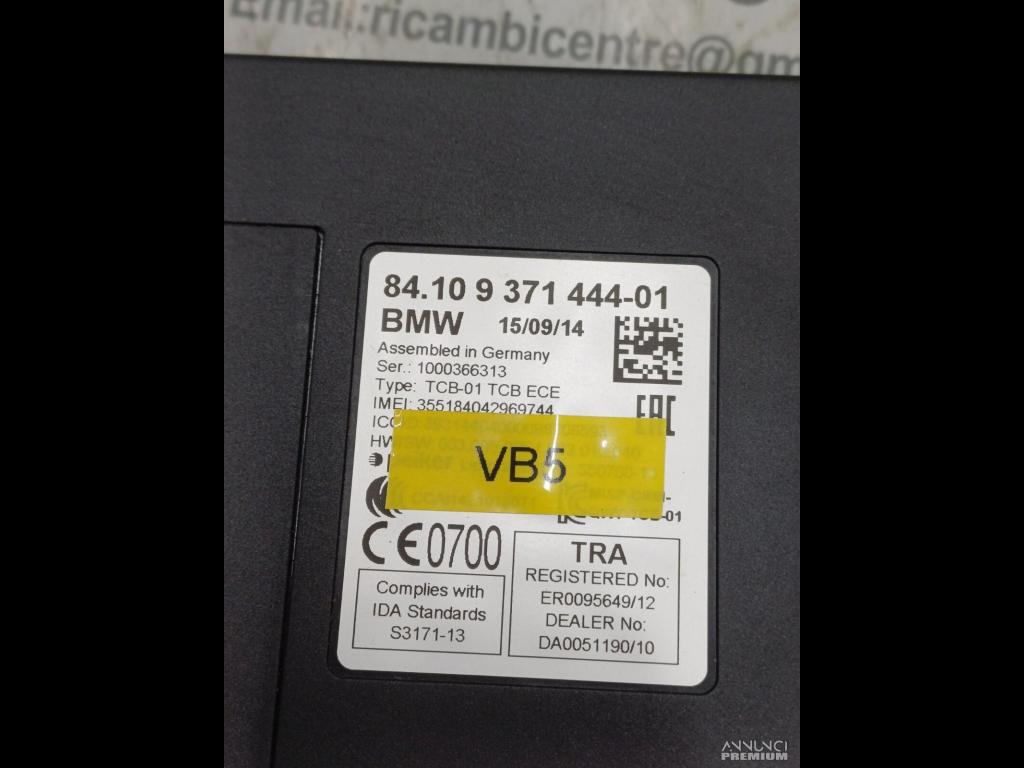 Email.:ricambicentre@gm
84.10 9 371 444-01
BMW 15/09/14
Assembled in Germany
Ser.: 1000366313
Type: TCB-01 TCB ECE
IMEI: 355184042969744
EAC
VB5
CE0700
Complies with
IDA Standards
S3171-13
TRA
REGISTERED No:
ER0095649/12
DEALER No:
DA0051190/10
ANNUNCI
PREMIUM